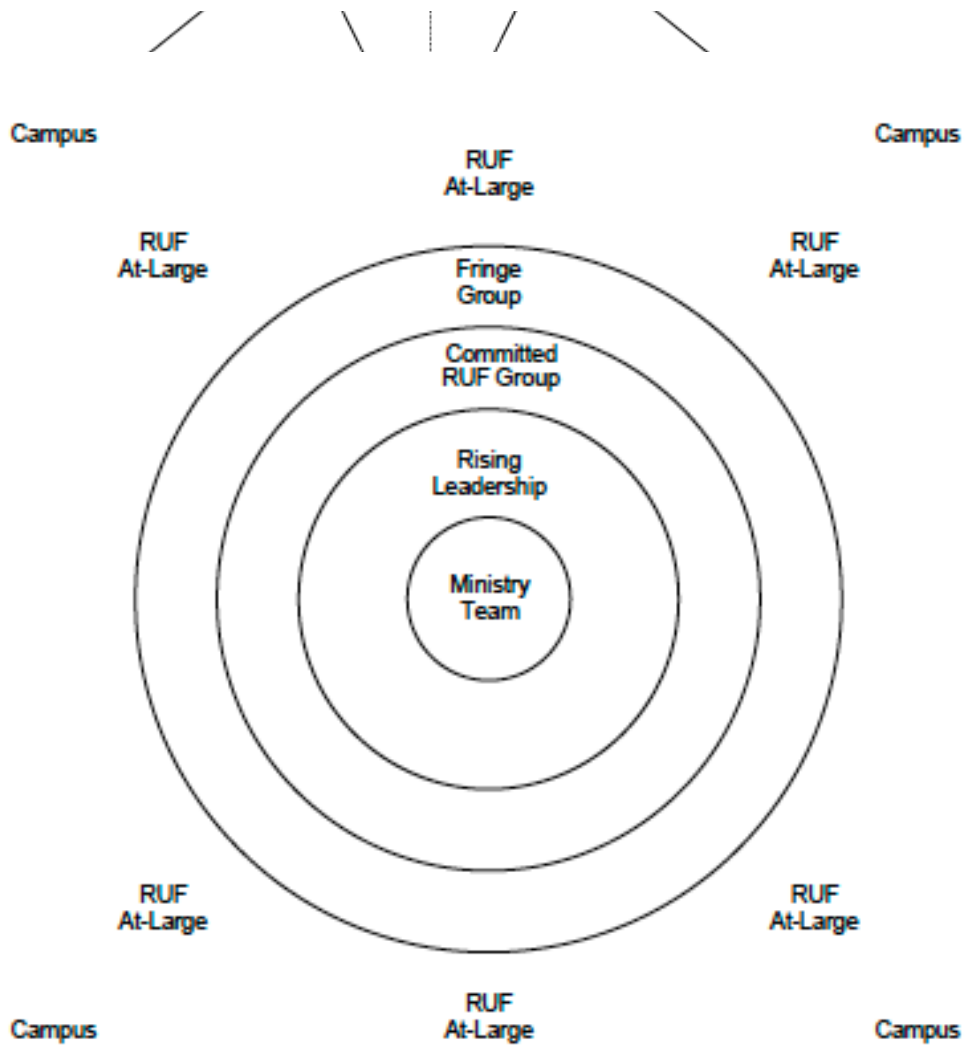 Campus
Campus
RUF
At-Large
RUF
At-Large
RUF
At-Large
Fringe
Group
Committed
RUF Group
Rising
Leadership
Ministry
Team
RUF
At-Large
RUF
At-Large
RUF
At-Large
Campus
Campus